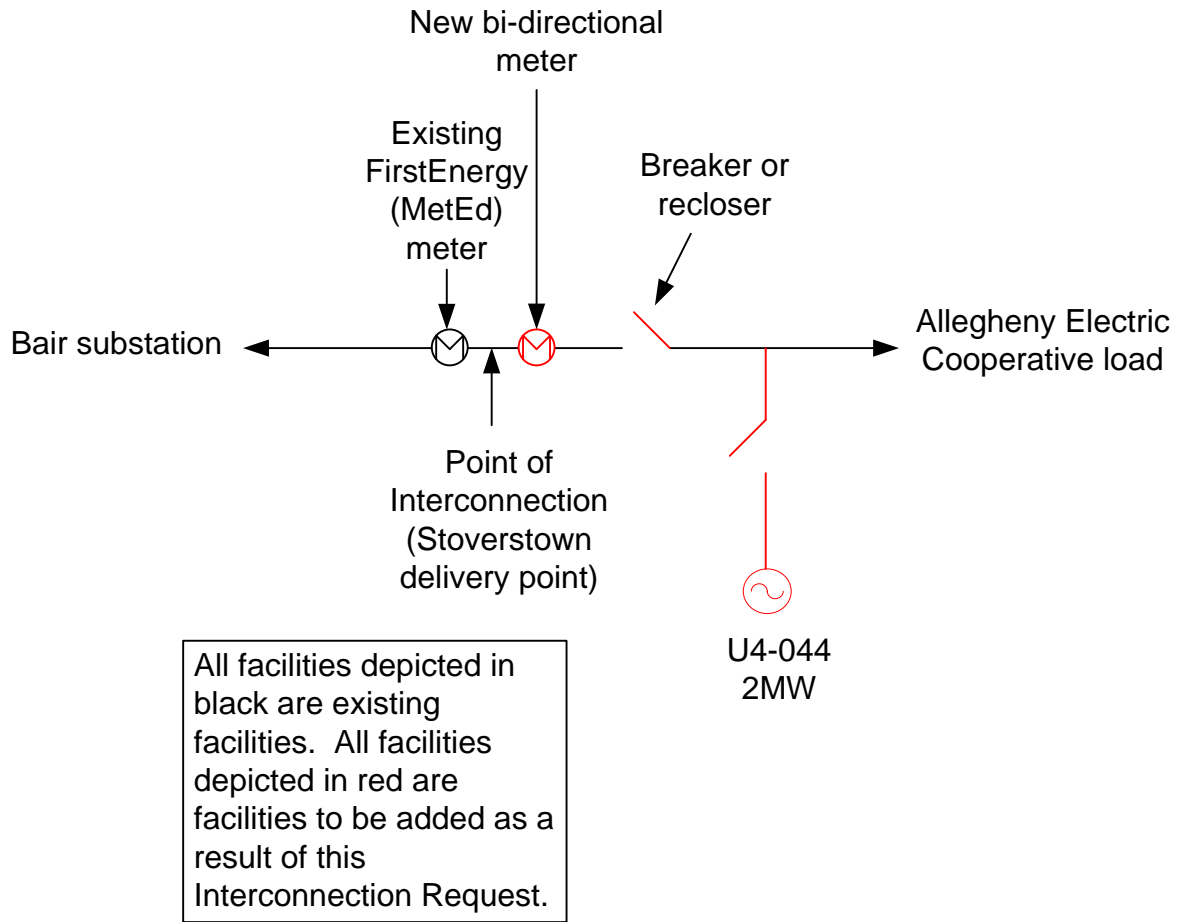 New bi-directional
meter
Existing
FirstEnergy
(MetEd)
meter
Breaker or
recloser
Bair substation
Allegheny Electric
Cooperative load
Point of
Interconnection
(Stoverstown
delivery point)
U4-044
2MW
All facilities depicted in
black are existing
facilities.  All facilities
depicted in red are
facilities to be added as a
result of this
Interconnection Request.